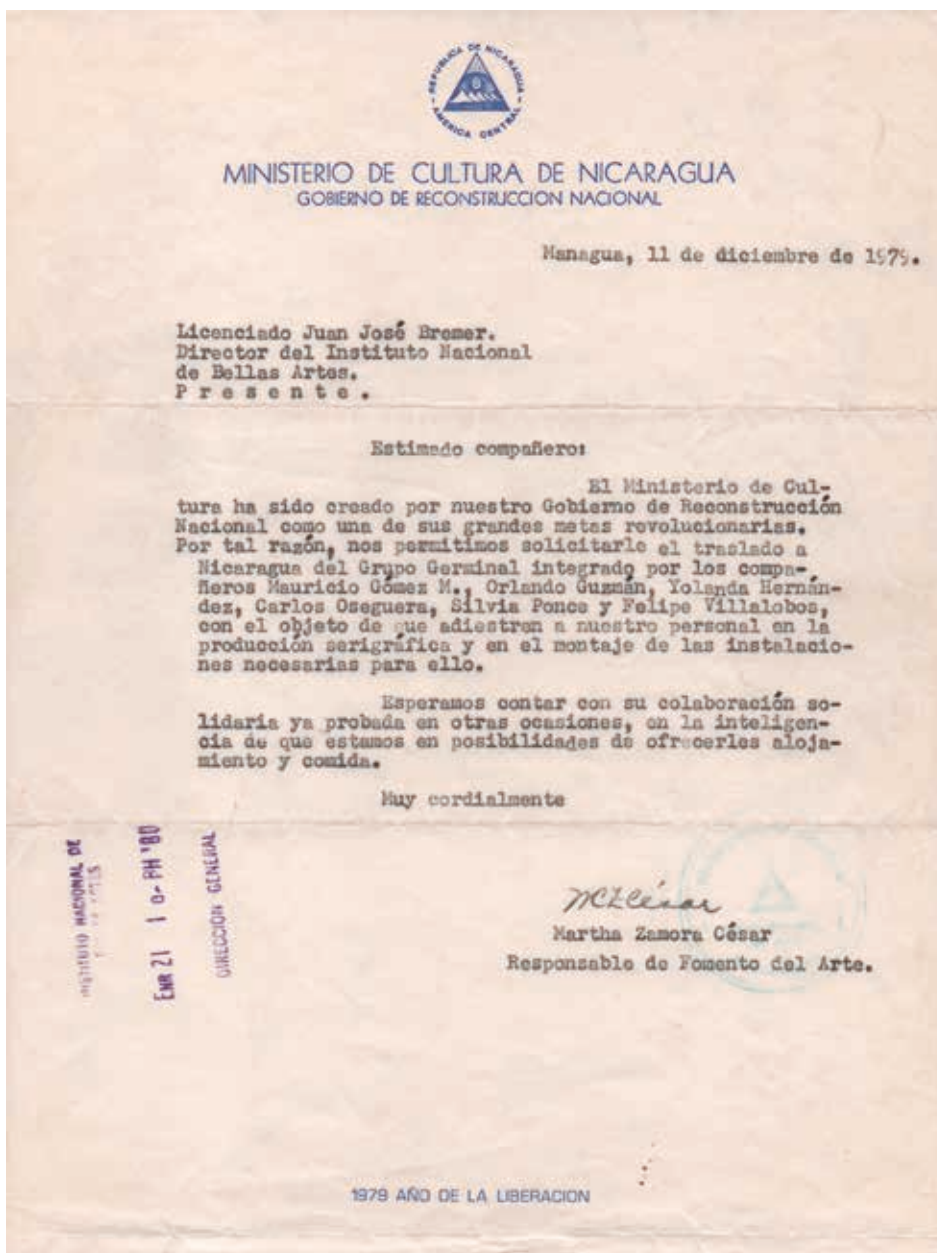 REPUBLICA DE NICARAGUA
AMERICA CENTRAL
MINISTERIO DE CULTURA DE NICARAGUA
GOBIERNO DE RECONSTRUCCION NACIONAL
Managua, 11 de diciembre de 1979.
Licenciado Juan José Bremer.
Director del Instituto Nacional
de Bellas Artes.
P r e s e n t e .
Estimado compañero:
El Ministerio de Cul-
tura ha sido creado por nuestro Gobierno de Reconstrucción
Nacional como una de sus grandes metas revolucionarias.
Por tal razón, nos permitimos solicitarle el traslado a
Nicaragua del Grupo Germinal integrado por los compa-
ñeros Mauricio Gómez M., Orlando Guzmán, Yolanda Hernán-
dez, Carlos Oseguera, Silvia Ponce y Felipe Villalobos,
con el objeto de que adiestren a nuestro personal en la
producción serigráfica y en el montaje de las instalacio-
nes necesarias para ello.
Esperamos contar con su colaboración so-
lidaria ya probada en otras ocasiones, en la inteligen-
cia de que estamos en posibilidades de ofrecerles aloja-
miento y comida.
Muy cordialmente
INSTITUTO NACIONAL DE
ENR 21 1 0- PM '80
DIRECCION GENERAL
MZCésar
Martha Zamora César
Responsable de Fomento del Arte.
1979 AÑO DE LA LIBERACION